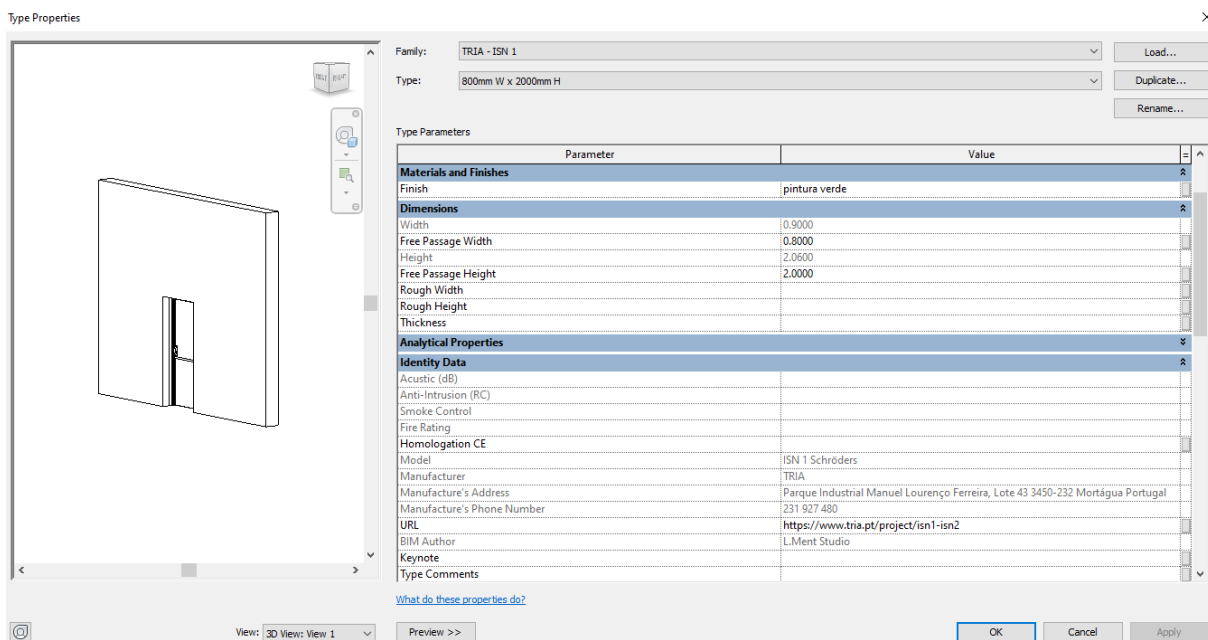 Type Properties
Family: TRIA - ISN 1 Load...
Type: 800mm W x 2000mm H Duplicate...
Rename...
Type Parameters
Parameter Value =
Materials and Finishes
Finish pintura verde
Dimensions
Width 0.9000
Free Passage Width 0.8000
Height 2.0600
Free Passage Height 2.0000
Rough Width
Rough Height
Thickness
Analytical Properties
Identity Data
Acustic (dB)
Anti-Intrusion (RC)
Smoke Control
Fire Rating
Homologation CE
Model ISN 1 Schröders
Manufacturer TRIA
Manufacture's Address Parque Industrial Manuel Lourenço Ferreira, Lote 43 3450-232 Mortágua Portugal
Manufacture's Phone Number 231 927 480
URL https://www.tria.pt/project/isn1-isn2
BIM Author L.Ment Studio
Keynote
Type Comments
What do these properties do?
View: 3D View: View 1 Preview >> OK Cancel Apply